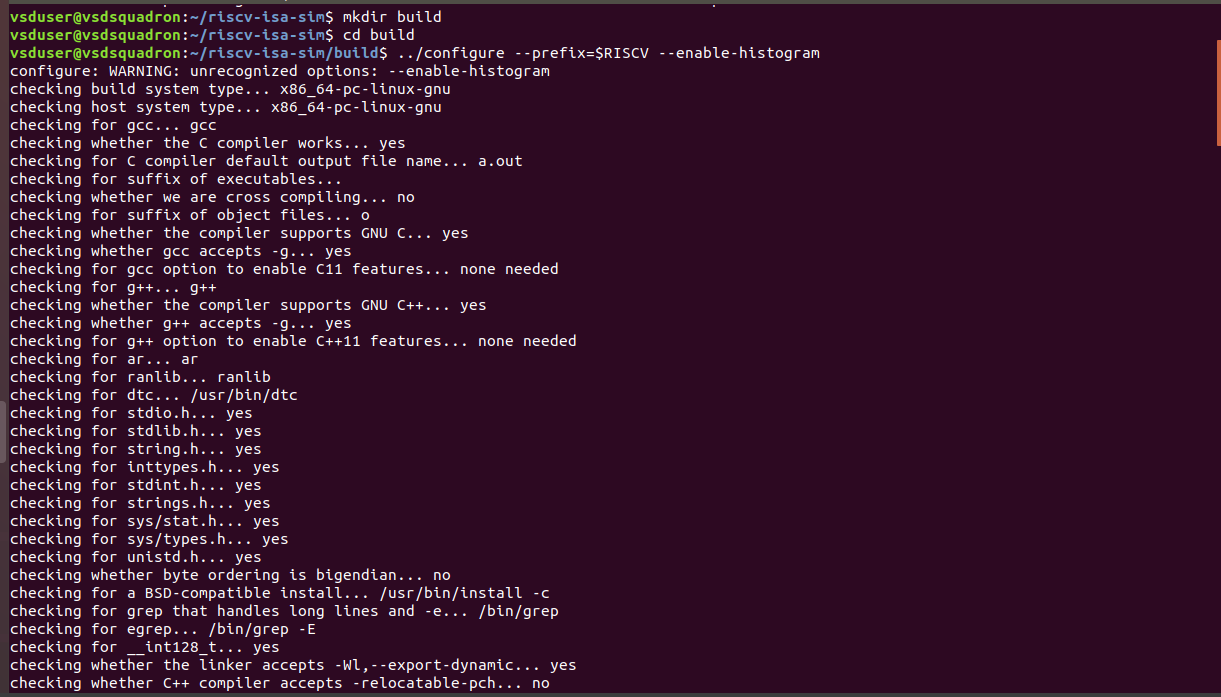 vsduser@vsdsquadron:~/riscv-isa-sim$ mkdir build
vsduser@vsdsquadron:~/riscv-isa-sim$ cd build
vsduser@vsdsquadron:~/riscv-isa-sim/build$ ../configure --prefix=$RISCV --enable-histogram
configure: WARNING: unrecognized options: --enable-histogram
checking build system type... x86_64-pc-linux-gnu
checking host system type... x86_64-pc-linux-gnu
checking for gcc... gcc
checking whether the C compiler works... yes
checking for C compiler default output file name... a.out
checking for suffix of executables...
checking whether we are cross compiling... no
checking for suffix of object files... o
checking whether the compiler supports GNU C... yes
checking whether gcc accepts -g... yes
checking for gcc option to enable C11 features... none needed
checking for g++... g++
checking whether the compiler supports GNU C++... yes
checking whether g++ accepts -g... yes
checking for g++ option to enable C++11 features... none needed
checking for ar... ar
checking for ranlib... ranlib
checking for dtc... /usr/bin/dtc
checking for stdio.h... yes
checking for stdlib.h... yes
checking for string.h... yes
checking for inttypes.h... yes
checking for stdint.h... yes
checking for strings.h... yes
checking for sys/stat.h... yes
checking for sys/types.h... yes
checking for unistd.h... yes
checking whether byte ordering is bigendian... no
checking for a BSD-compatible install... /usr/bin/install -c
checking for grep that handles long lines and -e... /bin/grep
checking for egrep... /bin/grep -E
checking for __int128_t... yes
checking whether the linker accepts -Wl,--export-dynamic... yes
checking whether C++ compiler accepts -relocatable-pch... no